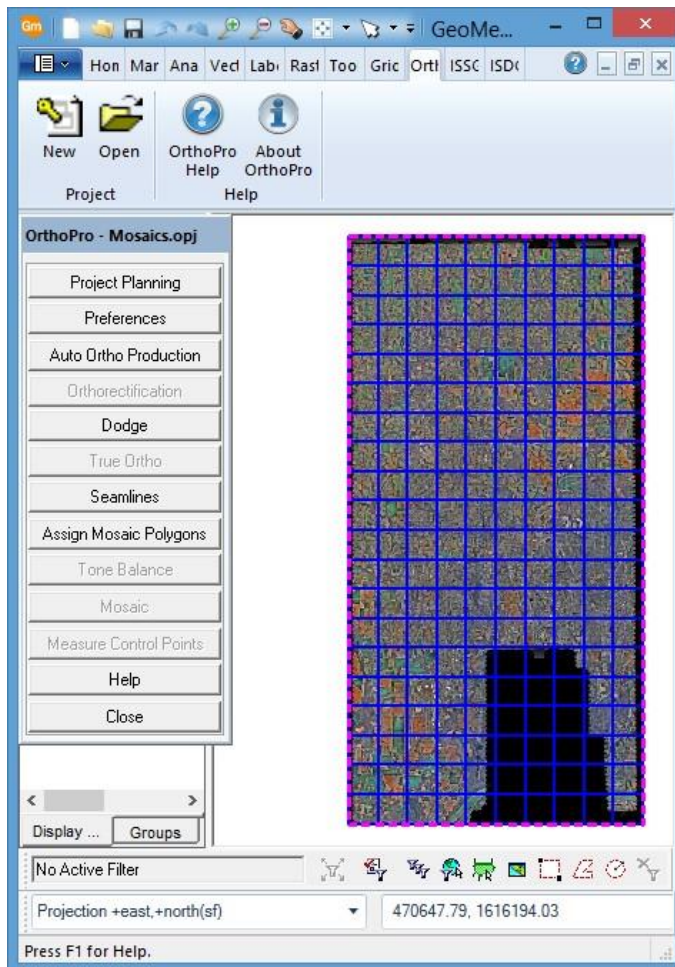 Gm GeoMe...
Hon Mar Ana Vect Labe Rast Too Gric Orth ISSC ISD
New Open OrthoPro Help About OrthoPro
Project Help
OrthoPro - Mosaics.opj
Project Planning
Preferences
Auto Ortho Production
Orthorectification
Dodge
True Ortho
Seamlines
Assign Mosaic Polygons
Tone Balance
Mosaic
Measure Control Points
Help
Close
Display ... Groups
No Active Filter
Projection +east,+north(sf) 470647.79, 1616194.03
Press F1 for Help.